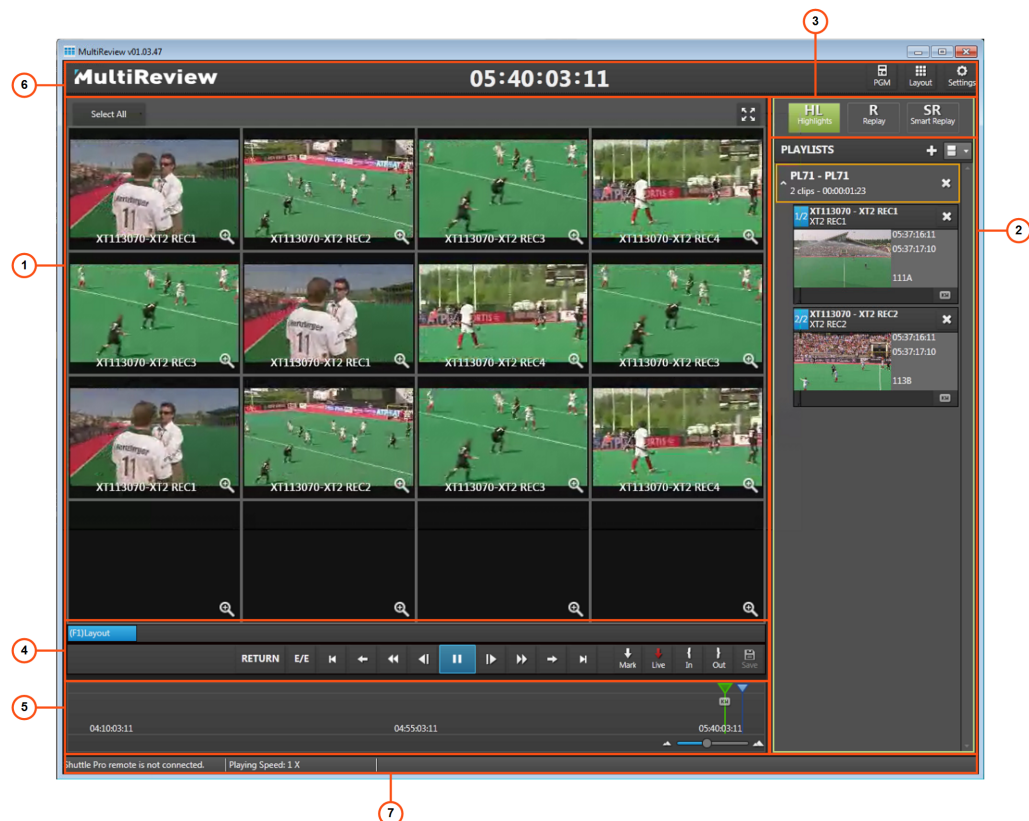 3
MultiReview v01.03.47
6
MultiReview
05:40:03:11
PGM
Layout
Settings
Select All
HL
Highlights
R
Replay
SR
Smart Replay
PLAYLISTS
PL71 - PL71
2 clips - 00:00:01:23
2
1
XT113070-XT2 REC1
XT113070-XT2 REC2
XT113070-XT2 REC3
XT113070-XT2 REC4
1/2
XT113070 - XT2 REC1
XT2 REC1
05:37:16:11
05:37:17:10
111A
XT113070-XT2 REC3
XT113070-XT2 REC1
XT113070-XT2 REC4
XT113070-XT2 REC3
2/2
XT113070 - XT2 REC2
XT2 REC2
05:37:16:11
05:37:17:10
113B
XT113070-XT2 REC1
XT113070-XT2 REC2
XT113070-XT2 REC3
XT113070-XT2 REC4
(F1)Layout
4
RETURN
E/E
Mark
Live
In
Out
Save
5
04:10:03:11
04:55:03:11
05:40:03:11
Shuttle Pro remote is not connected.
Playing Speed: 1 X
7